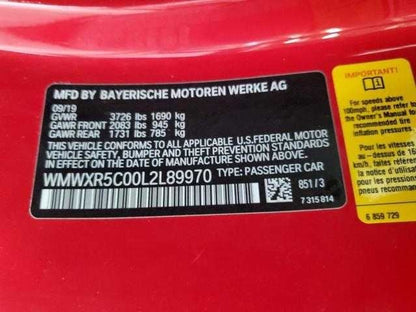 MFD BY BAYERISCHE MOTOREN WERKE AG
09/19
GVWR 3726 lbs 1690 kg
GAWR FRONT 2083 lbs 945 kg
GAWR REAR 1731 lbs 785 kg
THIS VEHICLE CONFORMS TO ALL APPLICABLE U.S. FEDERAL MOTOR
VEHICLE SAFETY, BUMPER AND THEFT PREVENTION STANDARDS
IN EFFECT ON THE DATE OF MANUFACTURE SHOWN ABOVE.
WMWXR5C00L2L89970 TYPE: PASSENGER CAR
851/3
7 315 814
IMPORTANT!
For speeds above
100mph, please
the Owner's Manual for
recommended tire
inflation pressures
Pour les vitesses
au-dessus de 16
km/h
6 859 729